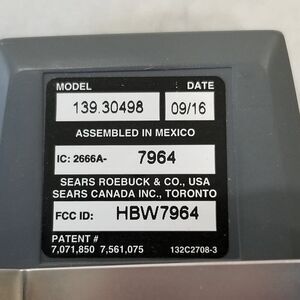 MODEL DATE
139.30498 09/16
ASSEMBLED IN MEXICO
IC: 2666A- 7964
SEARS ROEBUCK & CO., USA
SEARS CANADA INC., TORONTO
FCC ID: HBW7964
PATENT #
7,071,850 7,561,075 132C2708-3